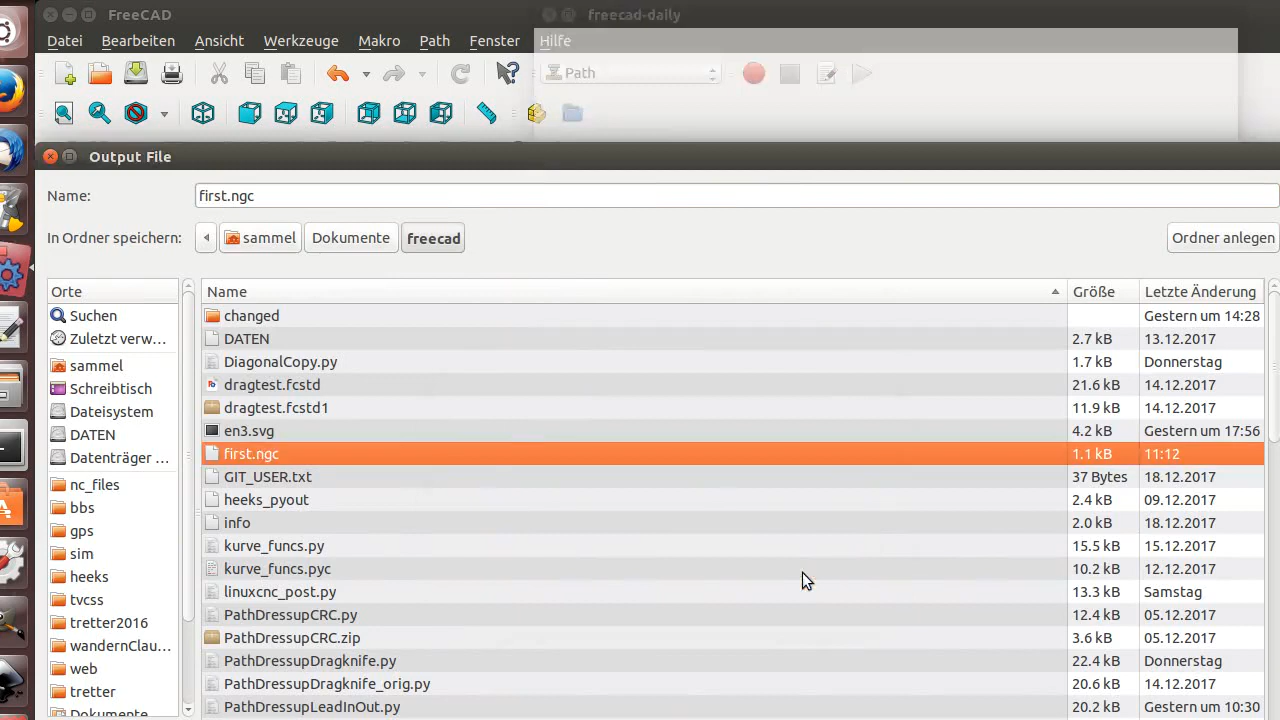 FreeCAD
freecad-daily
Datei Bearbeiten Ansicht Werkzeuge Makro Path Fenster Hilfe
Path
Output File
Name: first.ngc
In Ordner speichern: sammel Dokumente freecad Ordner anlegen
Orte Name Größe Letzte Änderung
Suchen changed Gestern um 14:28
Zuletzt verw… DATEN 2.7 kB 13.12.2017
DiagonalCopy.py 1.7 kB Donnerstag
sammel dragtest.fcstd 21.6 kB 14.12.2017
Schreibtisch dragtest.fcstd1 11.9 kB 14.12.2017
Dateisystem en3.svg 4.2 kB Gestern um 17:56
DATEN first.ngc 1.1 kB 11:12
Datenträger … GIT_USER.txt 37 Bytes 18.12.2017
nc_files heeks_pyout 2.4 kB 09.12.2017
bbs info 2.0 kB 18.12.2017
gps kurve_funcs.py 15.5 kB 15.12.2017
sim kurve_funcs.pyc 10.2 kB 12.12.2017
heeks linuxcnc_post.py 13.3 kB Samstag
tvcss PathDressupCRC.py 12.4 kB 05.12.2017
tretter2016 PathDressupCRC.zip 3.6 kB 05.12.2017
wandernClau… PathDressupDragknife.py 22.4 kB Donnerstag
web PathDressupDragknife_orig.py 20.6 kB 14.12.2017
tretter PathDressupLeadInOut.py 20.2 kB Gestern um 10:30
Dokumente